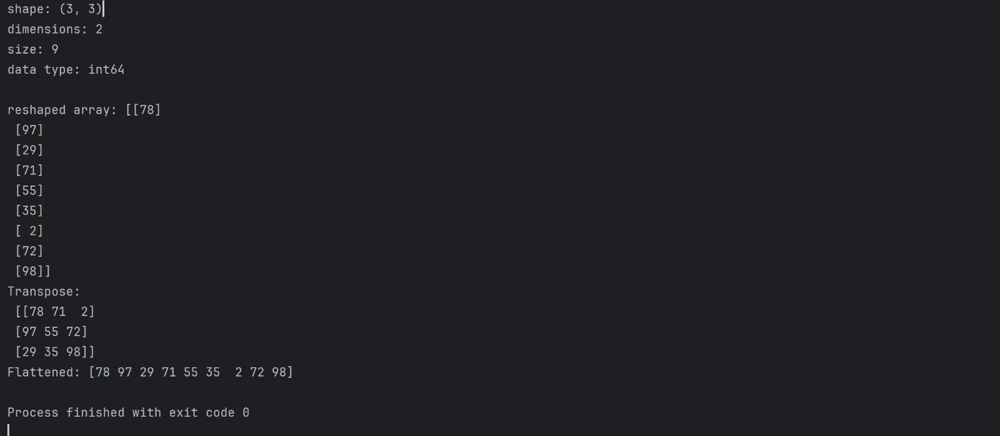 shape: (3, 3)
dimensions: 2
size: 9
data type: int64

reshaped array: [[78]
 [97]
 [29]
 [71]
 [55]
 [35]
 [ 2]
 [72]
 [98]]
Transpose:
 [[78 71  2]
 [97 55 72]
 [29 35 98]]
Flattened: [78 97 29 71 55 35  2 72 98]

Process finished with exit code 0